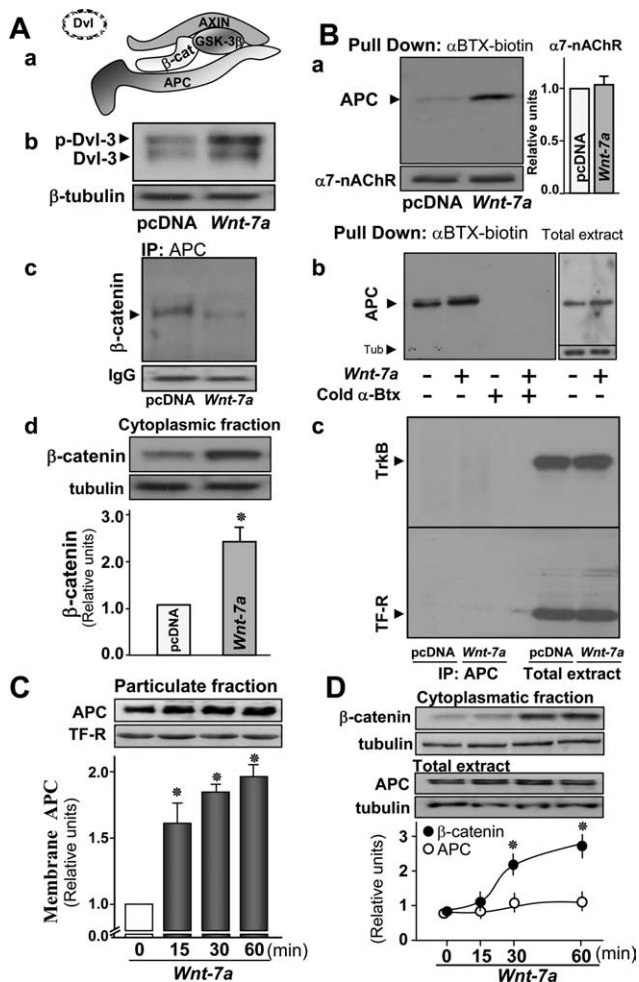 A
Dvl
AXIN
GSK-3β
β-cat
APC
a
b
p-Dvl-3
Dvl-3
β-tubulin
pcDNA Wnt-7a
c
IP: APC
β-catenin
IgG
pcDNA Wnt-7a
d
Cytoplasmic fraction
β-catenin
tubulin
β-catenin
(Relative units)
3.0
2.0
1.0
0.0
*
pcDNA
Wnt-7a
B
Pull Down: αBTX-biotin
α7-nAChR
a
APC
α7-nAChR
pcDNA Wnt-7a
Relative units
1.0
0.5
0.0
pcDNA
Wnt-7a
Pull Down: αBTX-biotin Total extract
b
APC
Tub
Wnt-7a - + - + - +
Cold α-Btx - - + + - -
c
TrkB
TF-R
pcDNA Wnt-7a pcDNA Wnt-7a
IP: APC Total extract
C
Particulate fraction
APC
TF-R
Membrane APC
(Relative units)
2.0
1.5
1.0
0.0
* * *
0 15 30 60 (min)
Wnt-7a
D
Cytoplasmatic fraction
β-catenin
tubulin
Total extract
APC
tubulin
(Relative units)
3
2
1
0
β-catenin
APC
* *
0 15 30 60 (min)
Wnt-7a